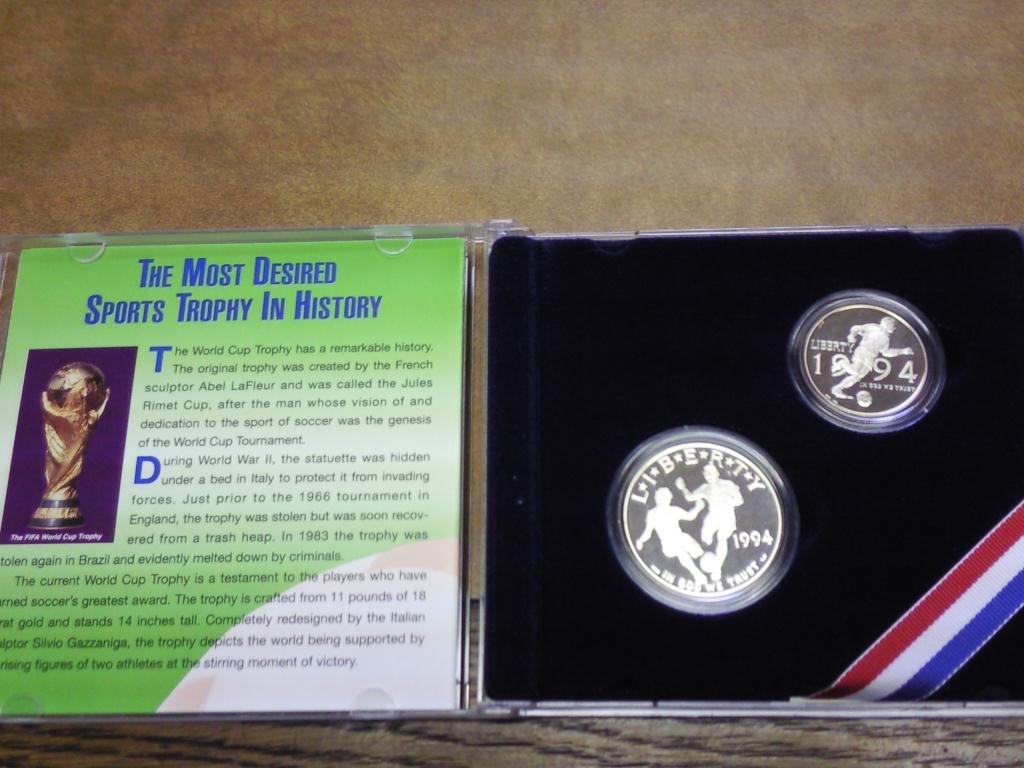 The Most Desired
Sports Trophy In History
The World Cup Trophy has a remarkable history.
The original trophy was created by the French
sculptor Abel LaFleur and was called the Jules
Rimet Cup, after the man whose vision of and
dedication to the sport of soccer was the genesis
of the World Cup Tournament.
During World War II, the statuette was hidden
under a bed in Italy to protect it from invading
forces. Just prior to the 1966 tournament in
England, the trophy was stolen but was soon recov-
ered from a trash heap. In 1983 the trophy was
tolen again in Brazil and evidently melted down by criminals.
The current World Cup Trophy is a testament to the players who have
rned soccer's greatest award. The trophy is crafted from 11 pounds of 18
rat gold and stands 14 inches tall. Completely redesigned by the Italian
ulptor Silvio Gazzaniga, the trophy depicts the world being supported by
rising figures of two athletes at the stirring moment of victory.
The FIFA World Cup Trophy
LIBERTY
1994
IN GOD WE TRUST
L★I★B★E★R★T★Y
1994
IN GOD WE TRUST